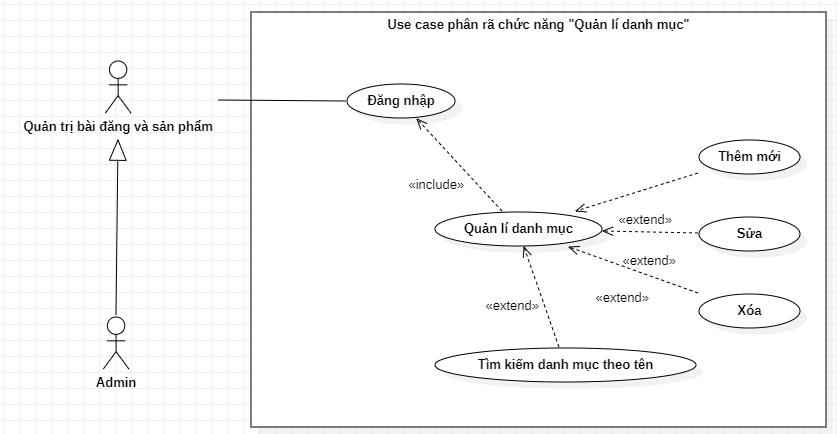 Use case phân rã chức năng "Quản lí danh mục"
Đăng nhập
Quản trị bài đăng và sản phẩm
Thêm mới
«include»
«extend»
Quản lí danh mục
Sửa
«extend»
«extend»
«extend»
Xóa
Tìm kiếm danh mục theo tên
Admin